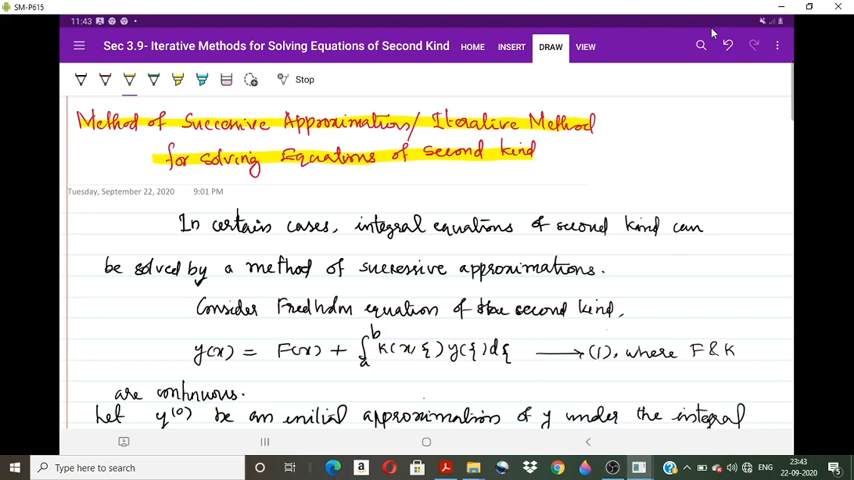 SM-P615
11:43
Sec 3.9- Iterative Methods for Solving Equations of Second Kind HOME INSERT DRAW VIEW
Stop
Method of Successive Approximation/ Iterative Method
for solving Equations of second kind
Tuesday, September 22, 2020 9:01 PM
In certain cases, integral equations of second kind can
be solved by a method of successive approximations.
Consider Fredholm equation of the second kind,
y(x) = F(x) + ∫ₐᵇ K(x,ξ) y(ξ) dξ ⟶ (1), where F & K
are continuous.
Let y⁽⁰⁾ be an initial approximation of y under the integral
Type here to search
ENG
23:43
22-09-2020